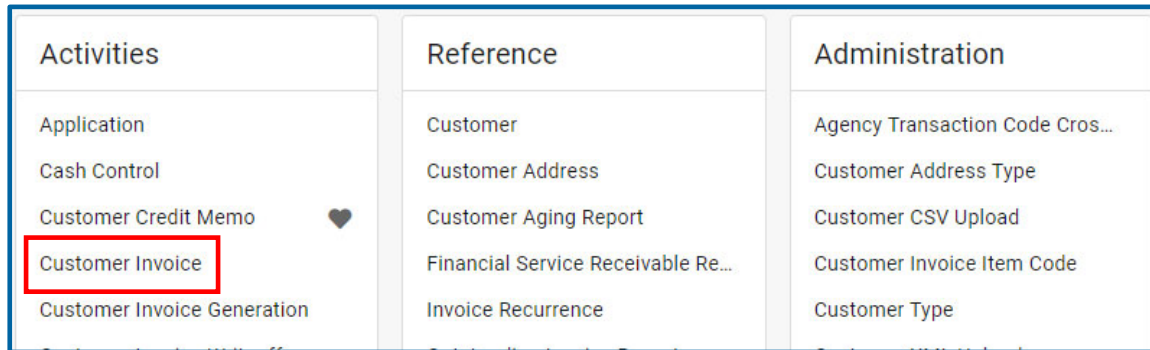 Activities
Application
Cash Control
Customer Credit Memo
Customer Invoice
Customer Invoice Generation
Reference
Customer
Customer Address
Customer Aging Report
Financial Service Receivable Re...
Invoice Recurrence
Administration
Agency Transaction Code Cros...
Customer Address Type
Customer CSV Upload
Customer Invoice Item Code
Customer Type